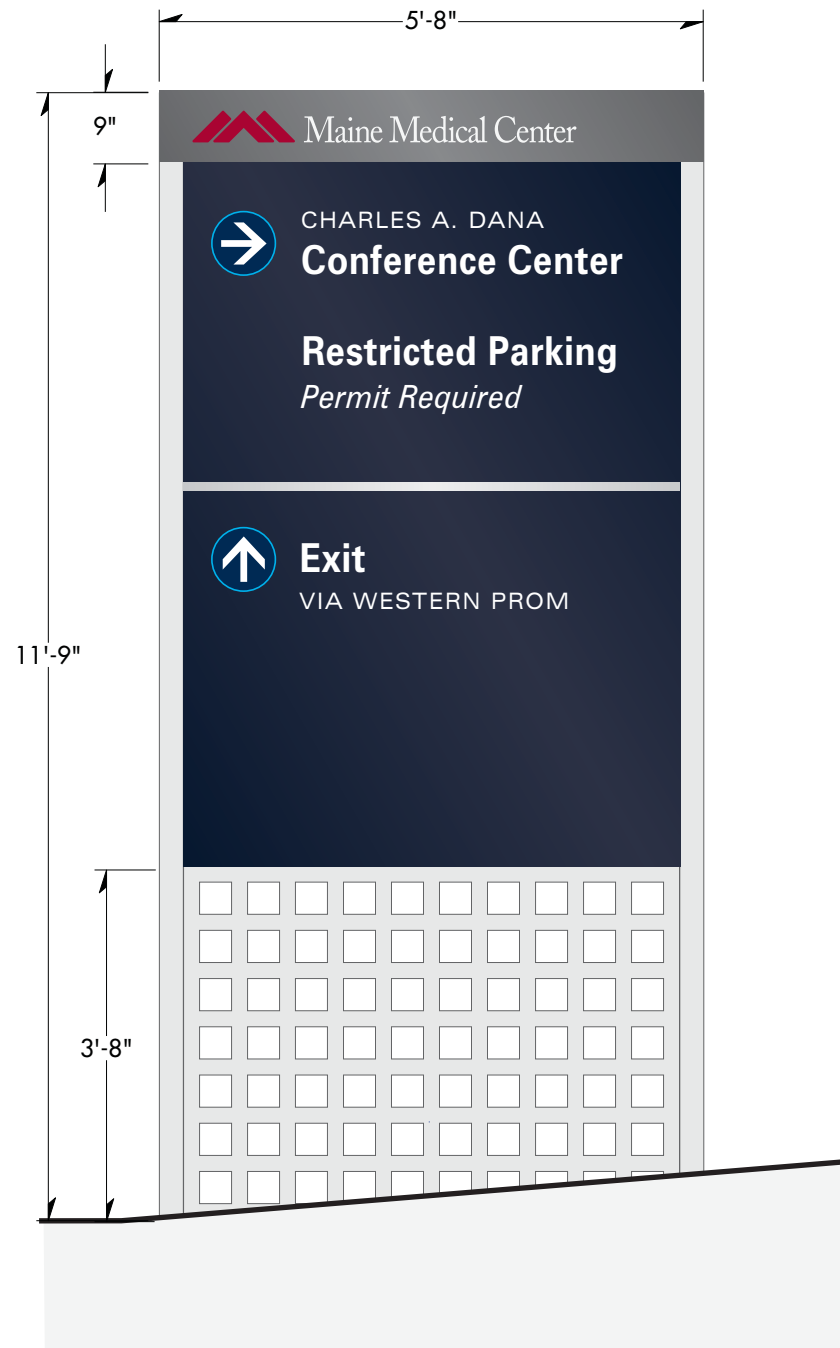 5'-8"
9"
Maine Medical Center
CHARLES A. DANA
Conference Center
Restricted Parking
Permit Required
Exit
VIA WESTERN PROM
11'-9"
3'-8"